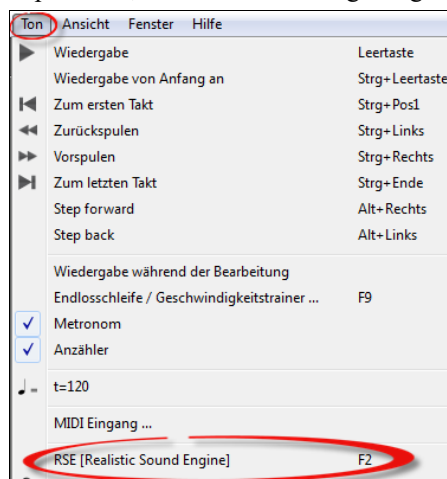 Ton Ansicht Fenster Hilfe
Wiedergabe Leertaste
Wiedergabe von Anfang an Strg+Leertaste
Zum ersten Takt Strg+Pos1
Zurückspulen Strg+Links
Vorspulen Strg+Rechts
Zum letzten Takt Strg+Ende
Step forward Alt+Rechts
Step back Alt+Links
Wiedergabe während der Bearbeitung
Endlosschleife / Geschwindigkeitstrainer ... F9
Metronom
Anzähler
t=120
MIDI Eingang ...
RSE [Realistic Sound Engine] F2